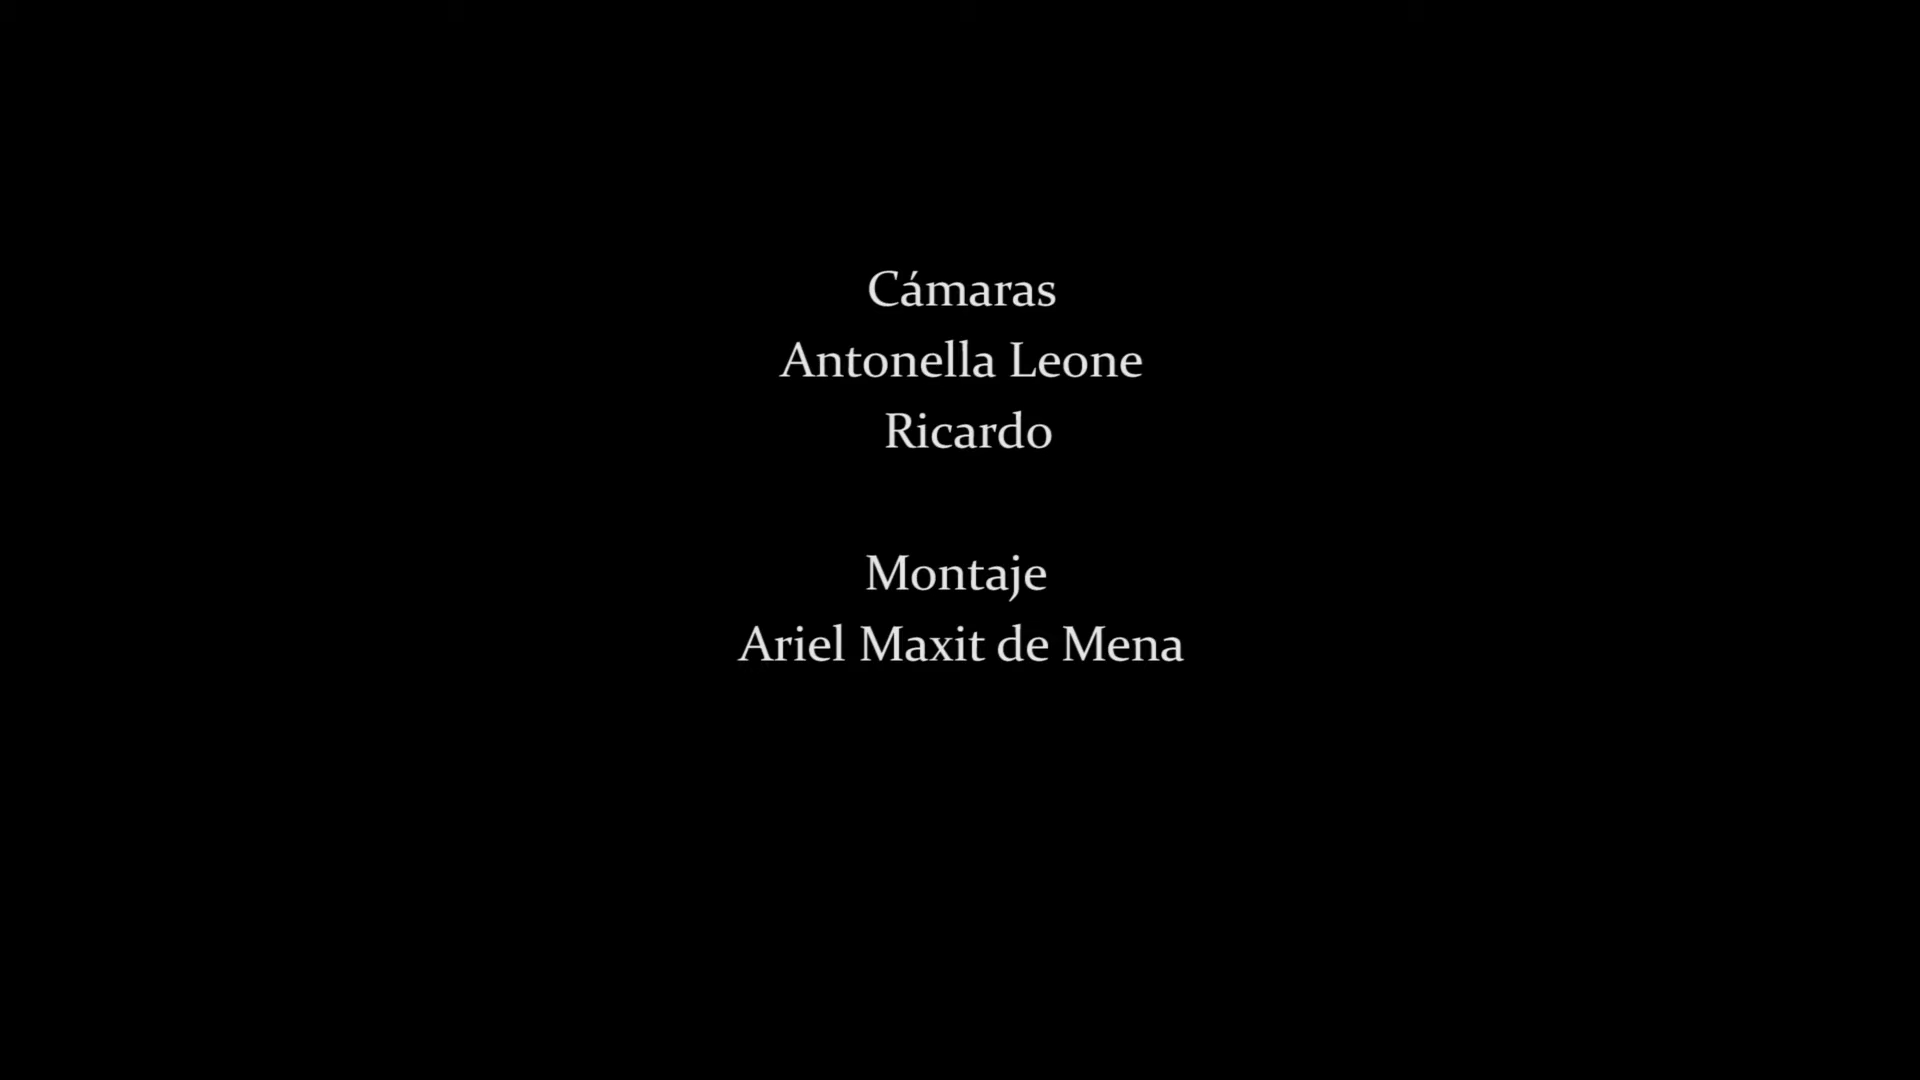 Cámaras
Antonella Leone
Ricardo
Montaje
Ariel Maxit de Mena